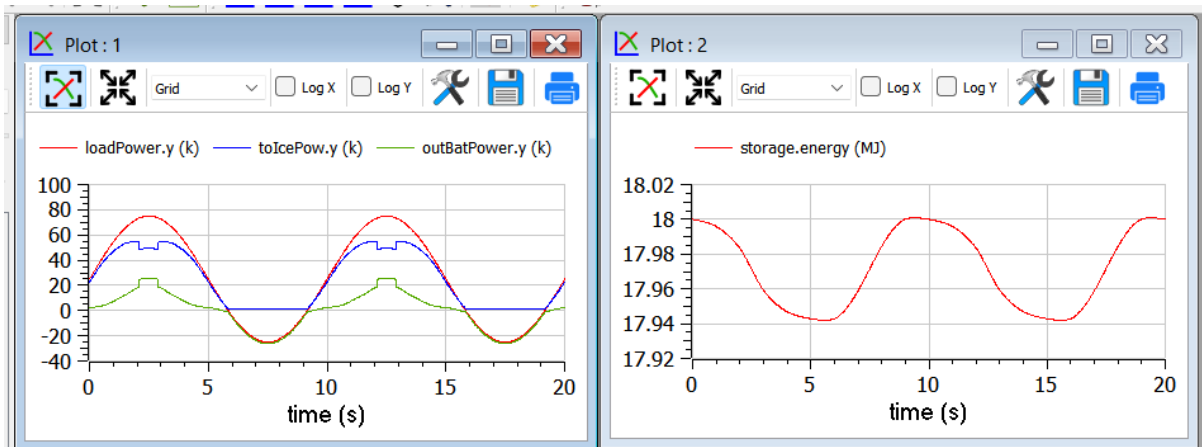 Plot : 1
Grid
Log X
Log Y
loadPower.y (k)
toIcePow.y (k)
outBatPower.y (k)
100
80
60
40
20
0
-20
-40
0
5
10
15
20
time (s)
Plot : 2
Grid
Log X
Log Y
storage.energy (MJ)
18.02
18
17.98
17.96
17.94
17.92
0
5
10
15
20
time (s)